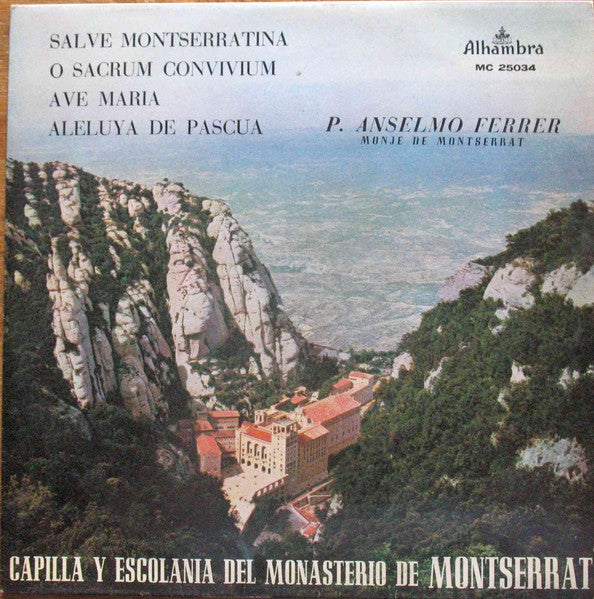 SALVE MONTSERRATINA
O SACRUM CONVIVIUM
AVE MARIA
ALELUYA DE PASCUA
Alhambra
MC 25034
P. ANSELMO FERRER
MONJE DE MONTSERRAT
CAPILLA Y ESCOLANIA DEL MONASTERIO DE MONTSERRAT